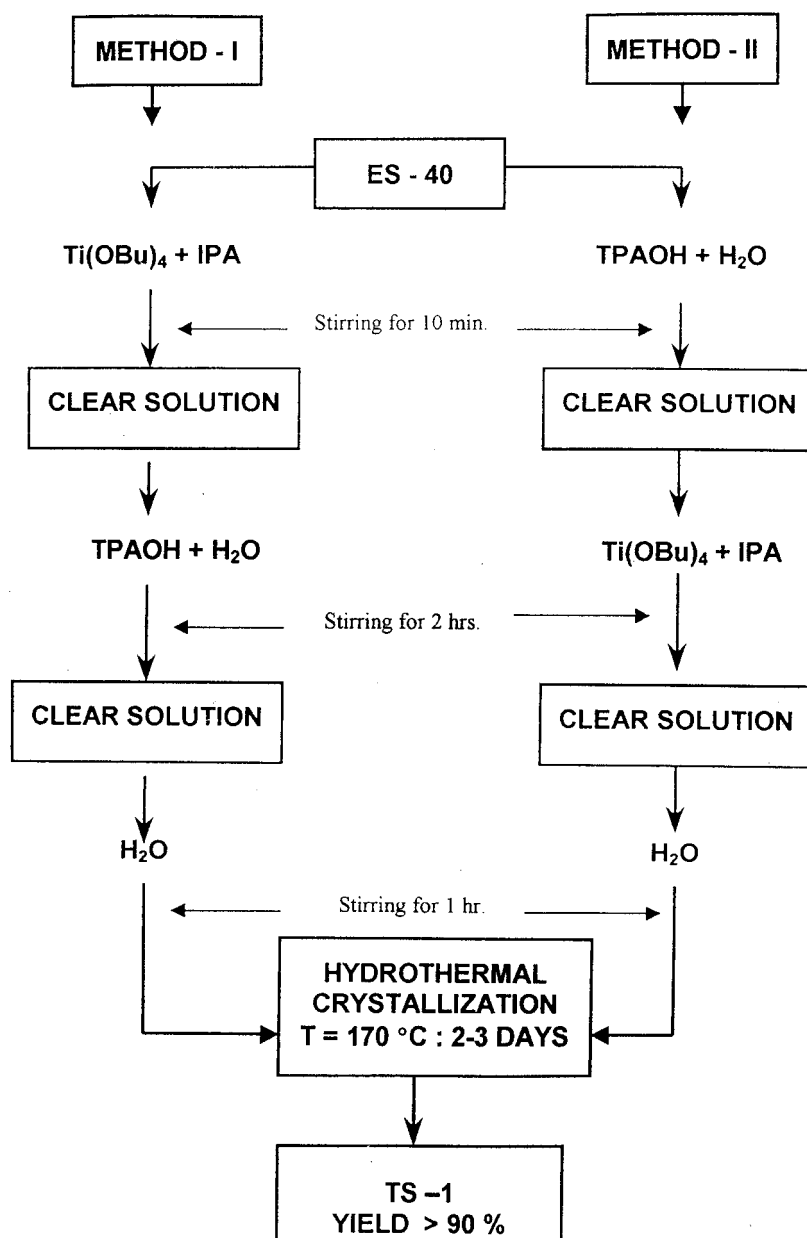 METHOD - I
METHOD - II
ES - 40
Ti(OBu)₄ + IPA
TPAOH + H₂O
Stirring for 10 min.
CLEAR SOLUTION
CLEAR SOLUTION
TPAOH + H₂O
Ti(OBu)₄ + IPA
Stirring for 2 hrs.
CLEAR SOLUTION
CLEAR SOLUTION
H₂O
H₂O
Stirring for 1 hr.
HYDROTHERMAL
CRYSTALLIZATION
T = 170 °C : 2-3 DAYS
TS –1
YIELD > 90 %